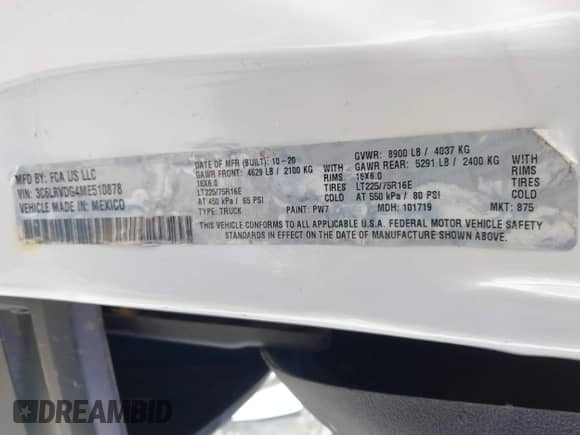 MFD BY: FCA US LLC
VIN: 3C6LRVDG4ME510878
VEHICLE MADE IN: MEXICO
DATE OF MFR (BUILT): 10-20
GAWR FRONT: 4629 LB / 2100 KG WITH
16X6.0 RIMS
LT225/75R16E TIRES
AT 450 kPa / 65 PSI COLD
TYPE: TRUCK PAINT: PW7
GVWR: 8900 LB / 4037 KG
GAWR REAR: 5291 LB / 2400 KG WITH
16X6.0 RIMS
LT225/75R16E TIRES
AT 550 kPa / 80 PSI COLD
MDH: 101719 MKT: 875
THIS VEHICLE CONFORMS TO ALL APPLICABLE U.S.A. FEDERAL MOTOR VEHICLE SAFETY
STANDARDS IN EFFECT ON THE DATE OF MANUFACTURE SHOWN ABOVE.
DREAMBID